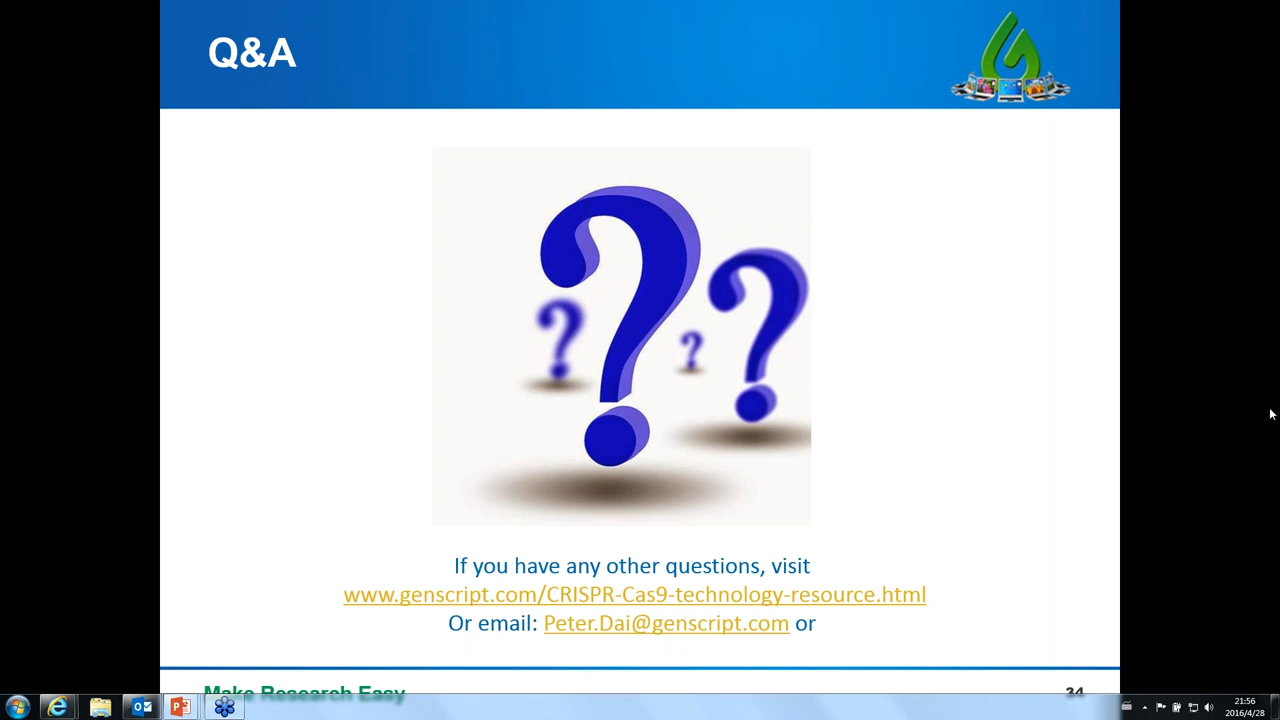 Q&A
If you have any other questions, visit
www.genscript.com/CRISPR-Cas9-technology-resource.html
Or email: Peter.Dai@genscript.com or
Make Research Easy
34
21:56
2016/4/28